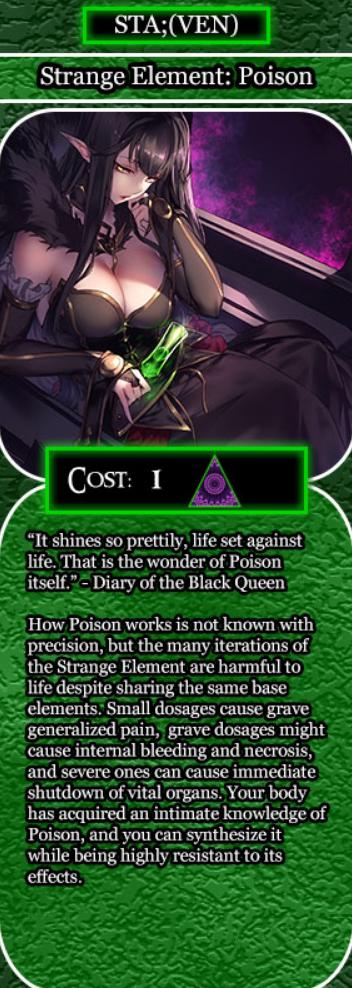 STA;(VEN)
Strange Element: Poison
Cost: 1
“It shines so prettily, life set against
life. That is the wonder of Poison
itself.” - Diary of the Black Queen
How Poison works is not known with
precision, but the many iterations of
the Strange Element are harmful to
life despite sharing the same base
elements. Small dosages cause grave
generalized pain, grave dosages might
cause internal bleeding and necrosis,
and severe ones can cause immediate
shutdown of vital organs. Your body
has acquired an intimate knowledge of
Poison, and you can synthesize it
while being highly resistant to its
effects.